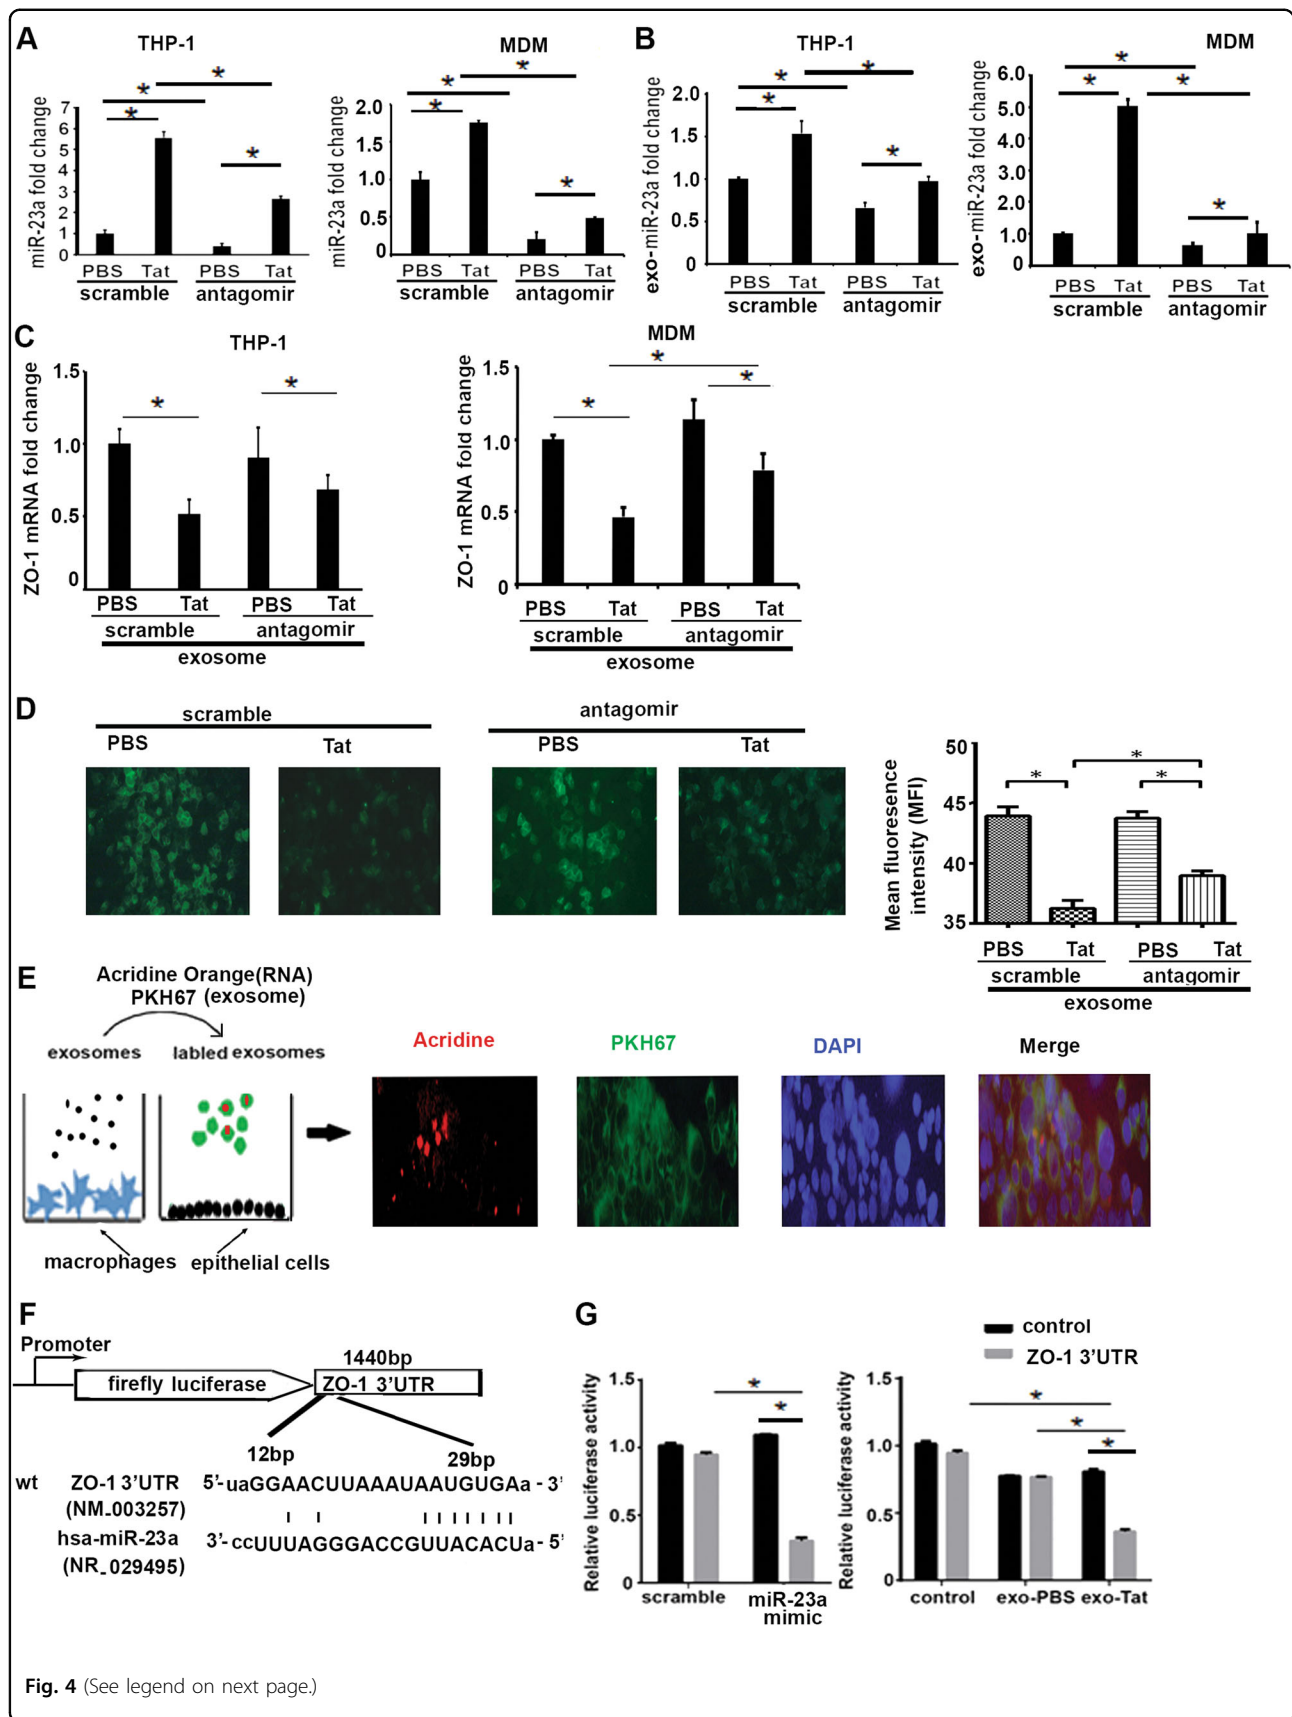 A
THP-1
MDM
miR-23a fold change
7
6
5
4
3
2
1
0
* * * *
PBS Tat PBS Tat
scramble antagomir
miR-23a fold change
2.0
1.5
1.0
0.5
0
* * * *
PBS Tat PBS Tat
scramble antagomir
B
THP-1
MDM
exo-miR-23a fold change
2.0
1.5
1.0
0.5
0
* * * *
PBS Tat PBS Tat
scramble antagomir
exo-miR-23a fold change
6.0
5.0
4.0
3.0
2.0
1.0
0.0
* * * *
PBS Tat PBS Tat
scramble antagomir
C
THP-1
MDM
ZO-1 mRNA fold change
1.5
1.0
0.5
0
* *
PBS Tat PBS Tat
scramble antagomir
exosome
ZO-1 mRNA fold change
1.5
1.0
0.5
0
* * *
PBS Tat PBS Tat
scramble antagomir
exosome
D
scramble antagomir
PBS Tat PBS Tat
Mean fluoresence
intensity (MFI)
50
45
40
35
* * *
PBS Tat PBS Tat
scramble antagomir
exosome
E
Acridine Orange(RNA)
PKH67 (exosome)
exosomes labled exosomes
macrophages epithelial cells
Acridine PKH67 DAPI Merge
F
Promoter
1440bp
firefly luciferase ZO-1 3'UTR
12bp 29bp
wt ZO-1 3'UTR 5'-uaGGAACUUAAAUAAUGUGAa-3'
(NM_003257)
hsa-miR-23a 3'-ccUUUAGGGACCGUUACACUa-5'
(NR_029495)
G
control
ZO-1 3'UTR
Relative luciferase activity
1.5
1.0
0.5
0
* *
scramble miR-23a
mimic
Relative luciferase activity
1.5
1.0
0.5
0
* * *
control exo-PBS exo-Tat
Fig. 4 (See legend on next page.)